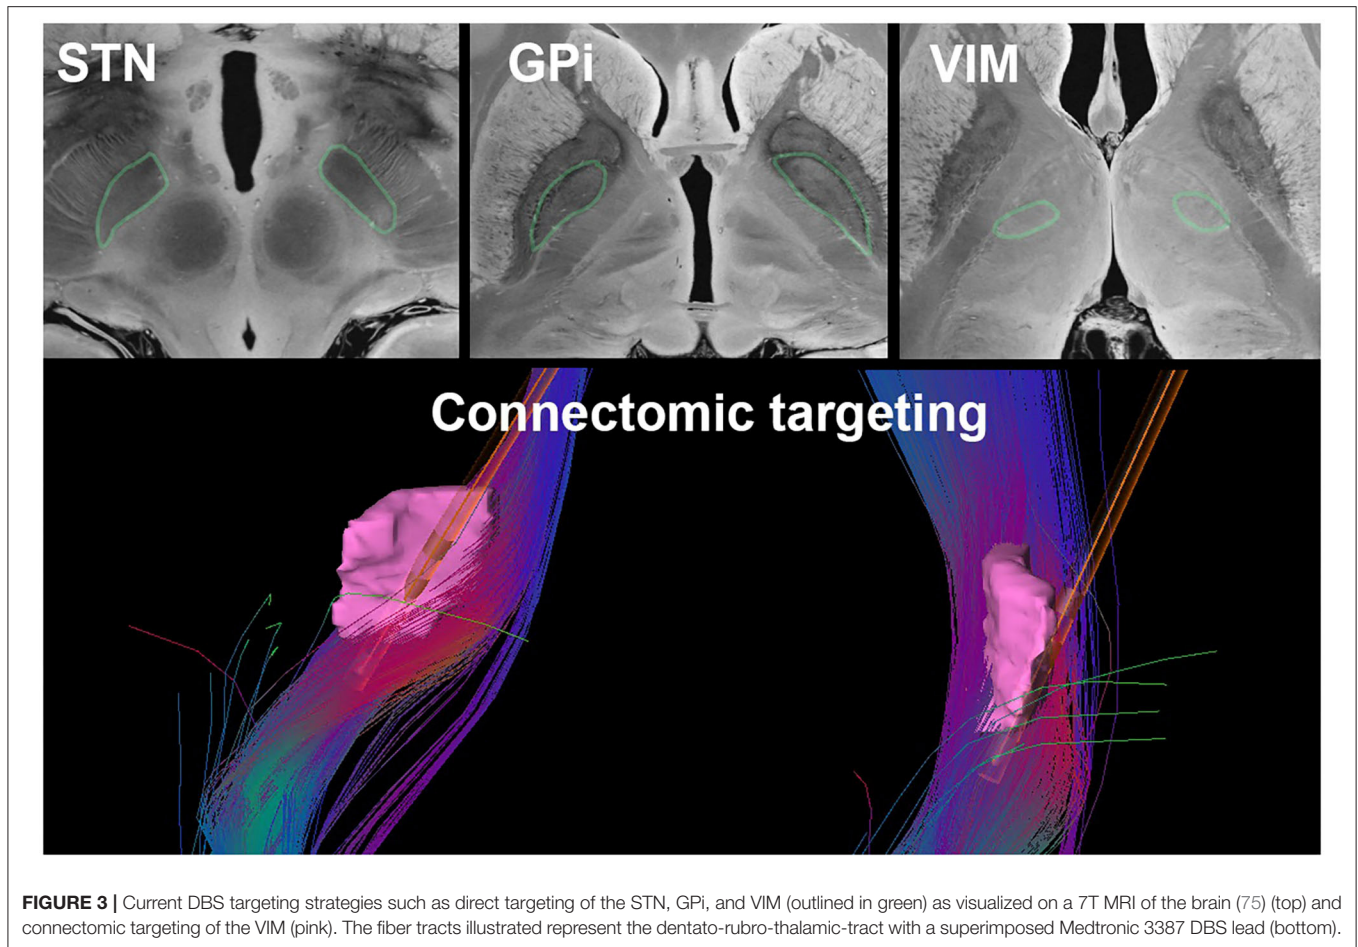 STN
GPi
VIM
Connectomic targeting
FIGURE 3 | Current DBS targeting strategies such as direct targeting of the STN, GPi, and VIM (outlined in green) as visualized on a 7T MRI of the brain (75) (top) and
connectomic targeting of the VIM (pink). The fiber tracts illustrated represent the dentato-rubro-thalamic-tract with a superimposed Medtronic 3387 DBS lead (bottom).